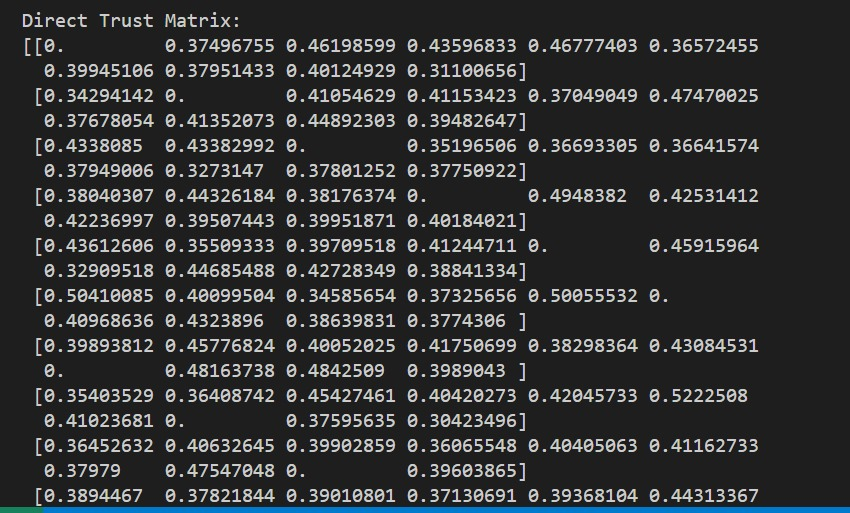 Direct Trust Matrix:
[[0.         0.37496755 0.46198599 0.43596833 0.46777403 0.36572455
  0.39945106 0.37951433 0.40124929 0.31100656]
 [0.34294142 0.         0.41054629 0.41153423 0.37049049 0.47470025
  0.37678054 0.41352073 0.44892303 0.39482647]
 [0.4338085  0.43382992 0.         0.35196506 0.36693305 0.36641574
  0.37949006 0.3273147  0.37801252 0.37750922]
 [0.38040307 0.44326184 0.38176374 0.         0.4948382  0.42531412
  0.42236997 0.39507443 0.39951871 0.40184021]
 [0.43612606 0.35509333 0.39709518 0.41244711 0.         0.45915964
  0.32909518 0.44685488 0.42728349 0.38841334]
 [0.50410085 0.40099504 0.34585654 0.37325656 0.50055532 0.
  0.40968636 0.4323896  0.38639831 0.3774306 ]
 [0.39893812 0.45776824 0.40052025 0.41750699 0.38298364 0.43084531
  0.         0.48163738 0.4842509  0.3989043 ]
 [0.35403529 0.36408742 0.45427461 0.40420273 0.42045733 0.5222508
  0.41023681 0.         0.37595635 0.30423496]
 [0.36452632 0.40632645 0.39902859 0.36065548 0.40405063 0.41162733
  0.37979    0.47547048 0.         0.39603865]
 [0.3894467  0.37821844 0.39010801 0.37130691 0.39368104 0.44313367